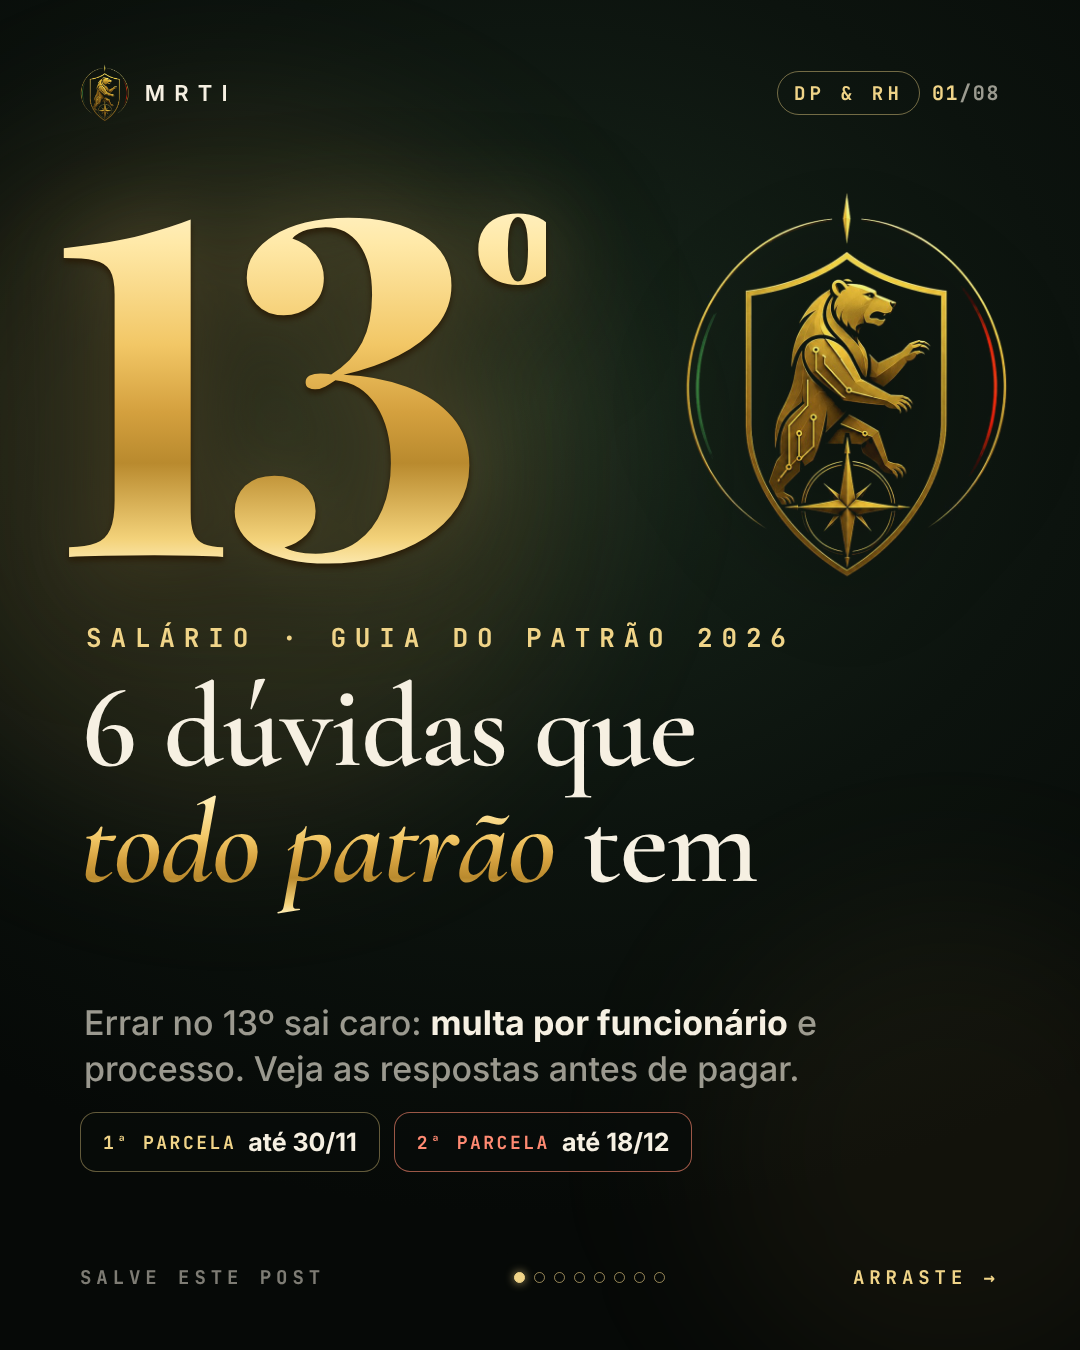 MRTI
DP & RH 01/08
13º
SALÁRIO · GUIA DO PATRÃO 2026
6 dúvidas que
todo patrão tem
Errar no 13º sai caro: multa por funcionário e
processo. Veja as respostas antes de pagar.
1ª PARCELA até 30/11
2ª PARCELA até 18/12
SALVE ESTE POST
ARRASTE →